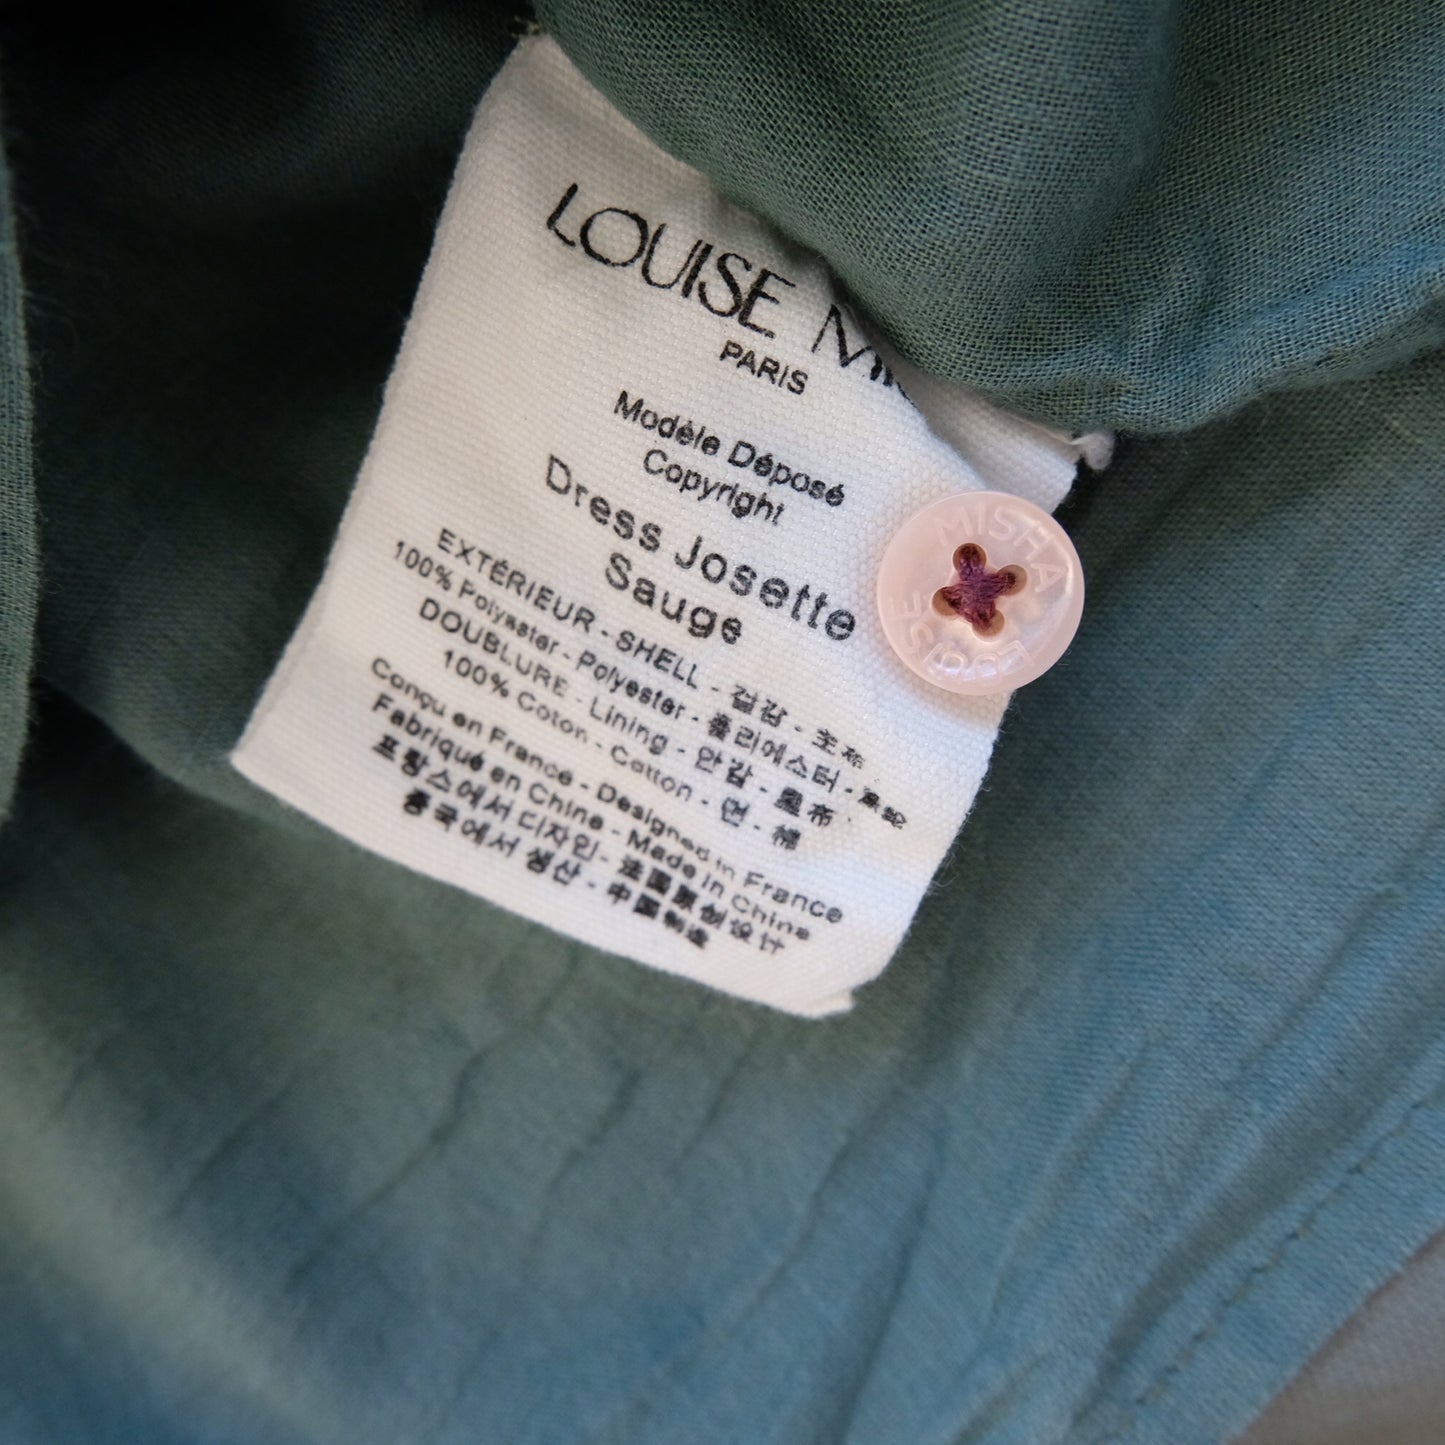 LOUISE
PARIS
Modèle Déposé
Copyright
Dress Josette
Sauge
EXTÉRIEUR - SHELL - 겉감 - 主布
100% Polyester - Polyester - 폴리에스터 -
DOUBLURE - Lining - 안감 - 里布
100% Coton - Cotton - 면 - 棉
Conçu en France - Designed in France
Fabriqué en Chine - Made in China
프랑스에서 디자인 - 法国原创设计
중국에서 생산 - 中国制造
MISHA
LOUISE